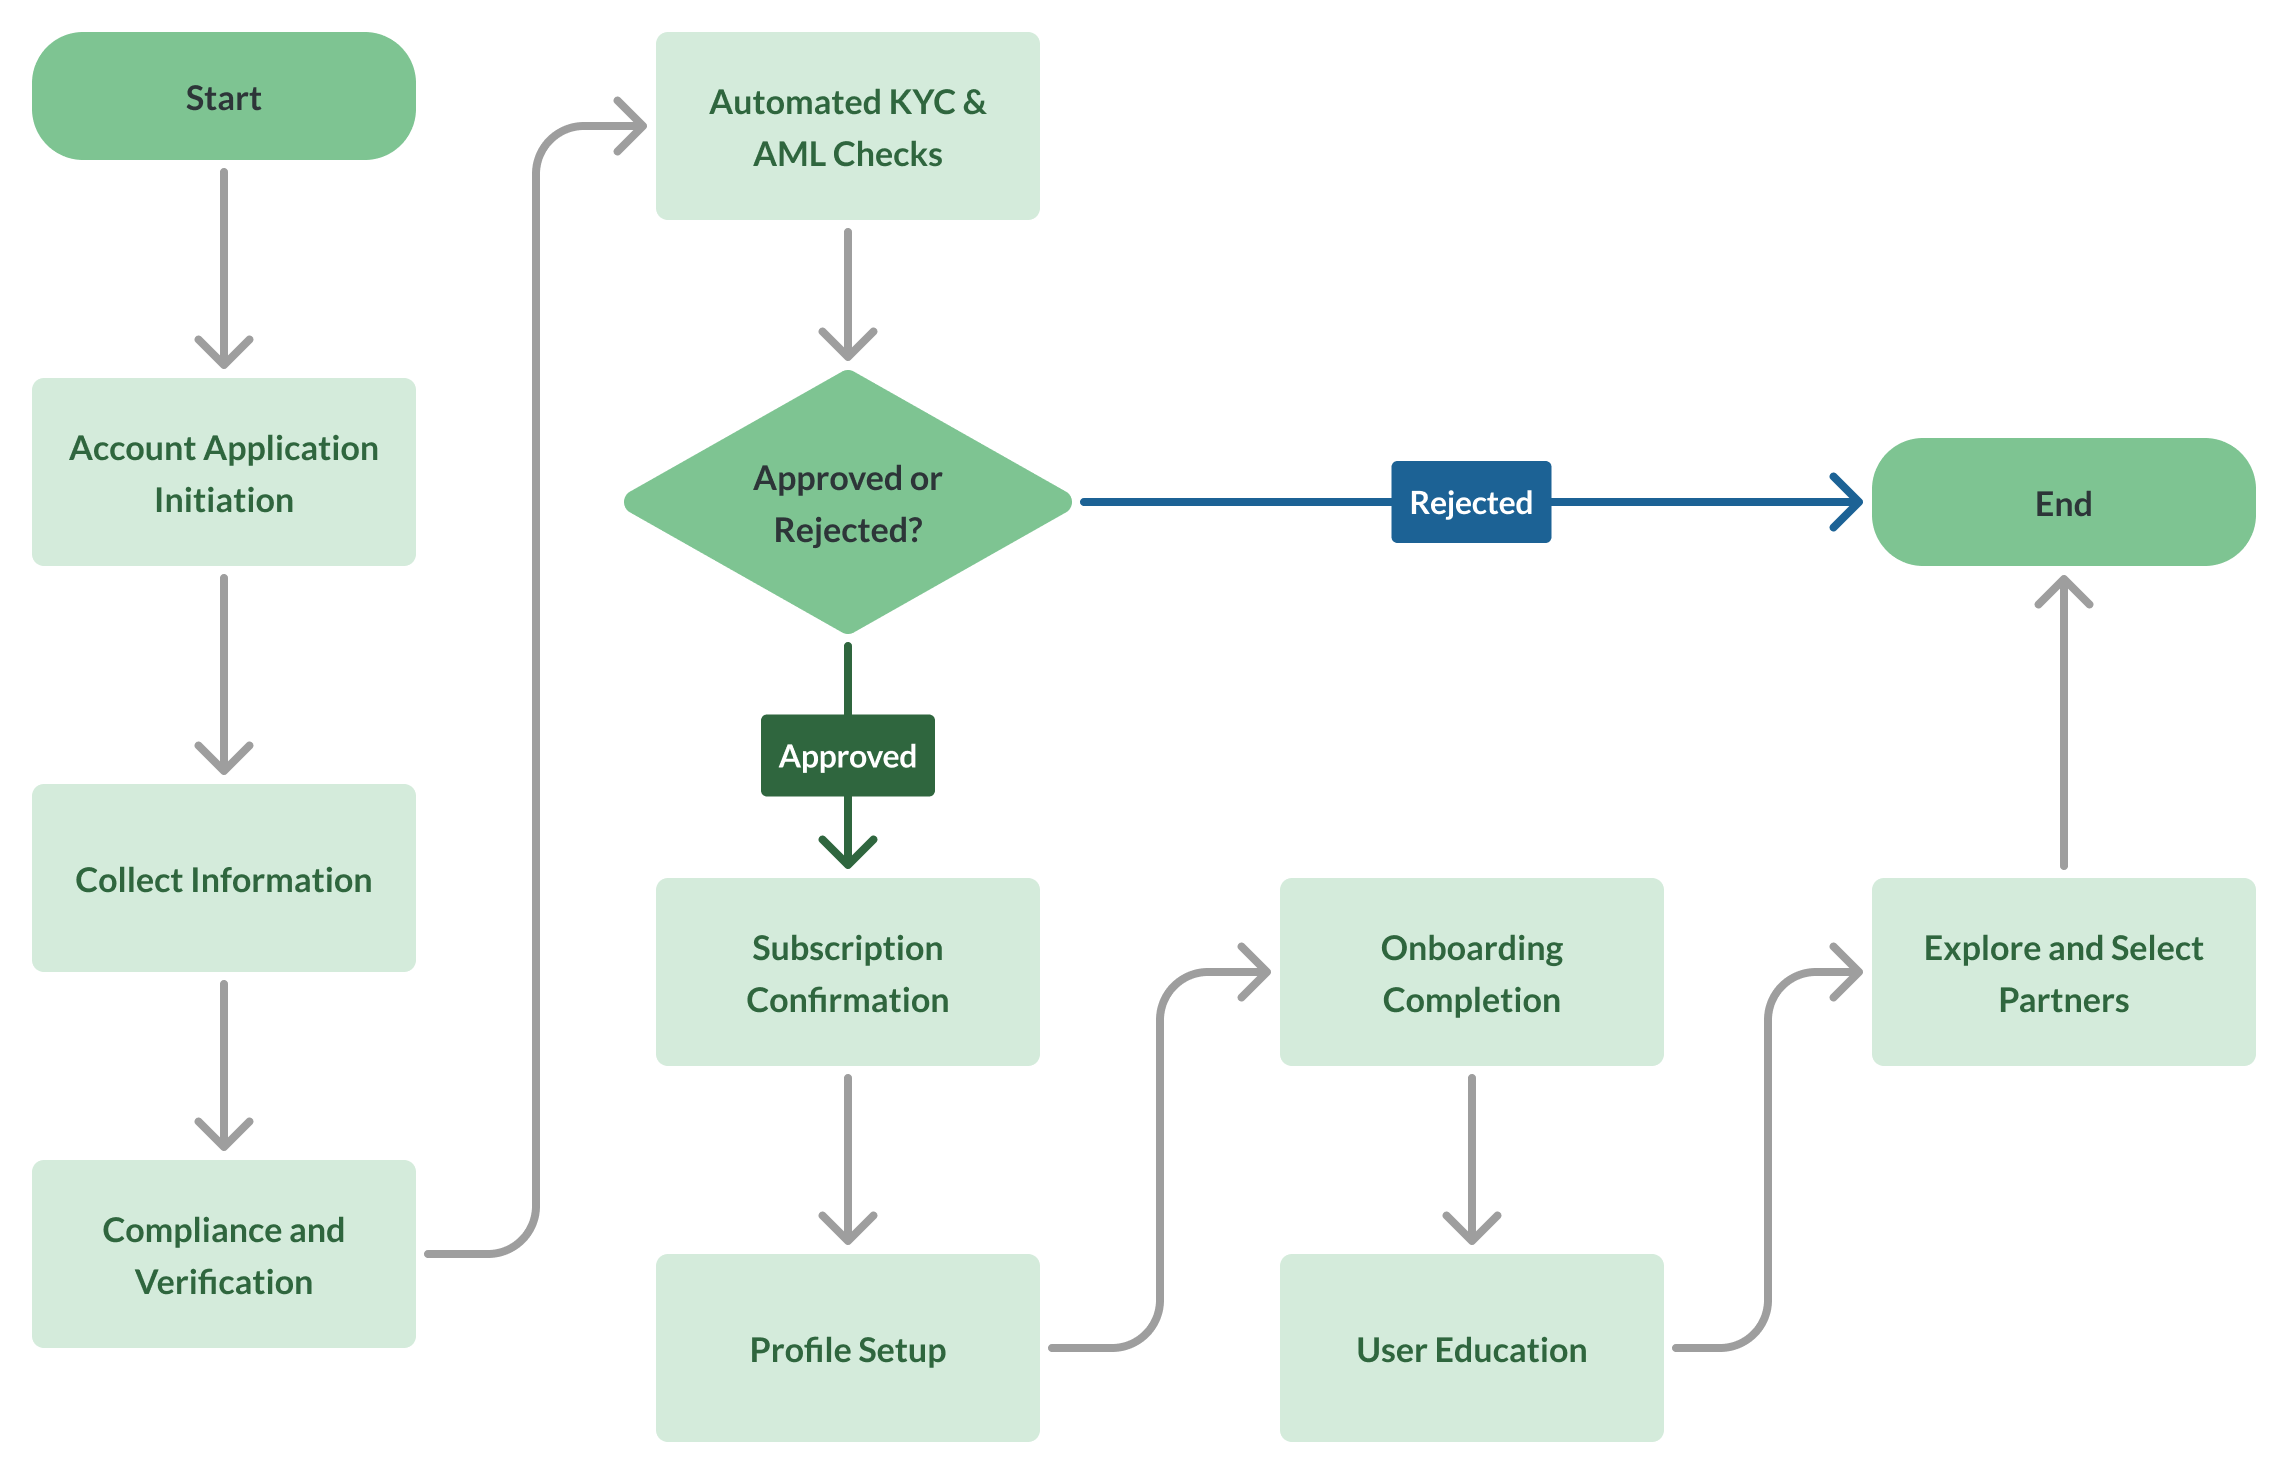 Start
Account Application
Initiation
Collect Information
Compliance and
Verification
Automated KYC &
AML Checks
Approved or
Rejected?
Rejected
End
Approved
Subscription
Confirmation
Profile Setup
Onboarding
Completion
User Education
Explore and Select
Partners